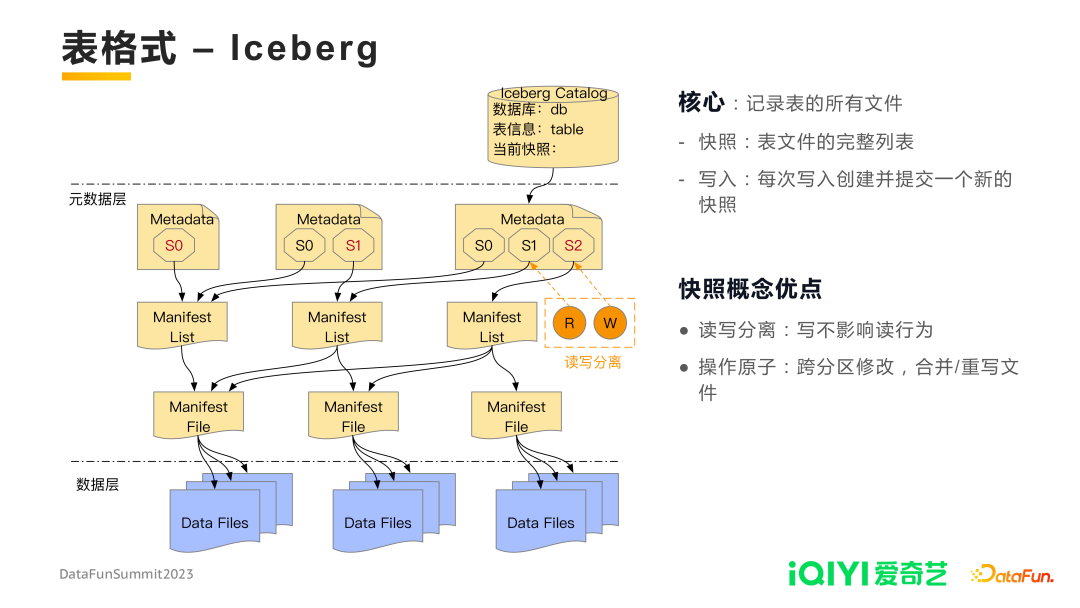 表格式 – Iceberg
Iceberg Catalog
数据库：db
表信息：table
当前快照：
元数据层
Metadata
S0
Metadata
S0
S1
Metadata
S0
S1
S2
Manifest
List
Manifest
List
Manifest
List
R
W
读写分离
Manifest
File
Manifest
File
Manifest
File
数据层
Data Files
Data Files
Data Files
核心：记录表的所有文件
- 快照：表文件的完整列表
- 写入：每次写入创建并提交一个新的
快照
快照概念优点
● 读写分离：写不影响读行为
● 操作原子：跨分区修改，合并/重写文
件
DataFunSummit2023
iQIYI 爱奇艺
DataFun.